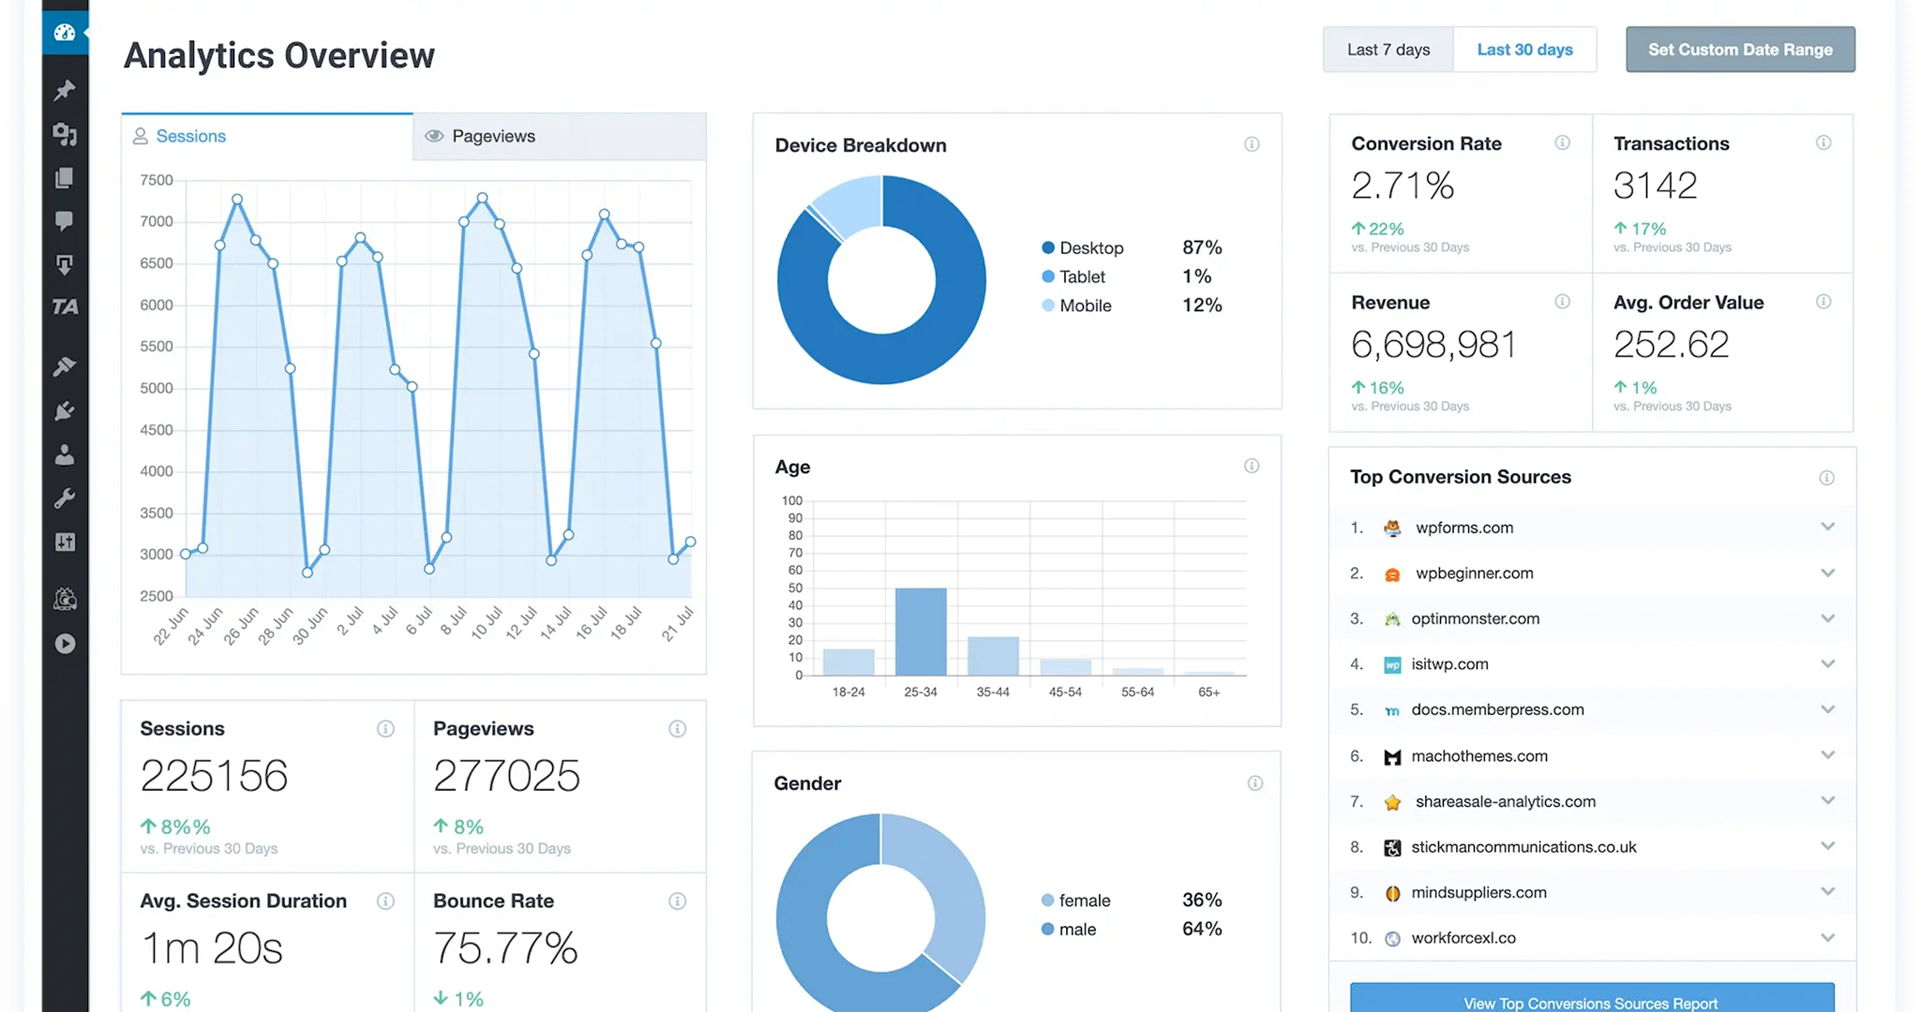 Analytics Overview
Last 7 days
Last 30 days
Set Custom Date Range
TA
Sessions
Pageviews
7500
7000
6500
6000
5500
5000
4500
4000
3500
3000
2500
22 Jun
24 Jun
26 Jun
28 Jun
30 Jun
2 Jul
4 Jul
6 Jul
8 Jul
10 Jul
12 Jul
14 Jul
16 Jul
18 Jul
21 Jul
Sessions
225156
8%%
vs. Previous 30 Days
Pageviews
277025
8%
vs. Previous 30 Days
Avg. Session Duration
1m 20s
6%
Bounce Rate
75.77%
1%
Device Breakdown
Desktop 87%
Tablet 1%
Mobile 12%
Age
100
90
80
70
60
50
40
30
20
10
0
18-24 25-34 35-44 45-54 55-64 65+
Gender
female 36%
male 64%
Conversion Rate
2.71%
22%
vs. Previous 30 Days
Transactions
3142
17%
vs. Previous 30 Days
Revenue
6,698,981
16%
vs. Previous 30 Days
Avg. Order Value
252.62
1%
vs. Previous 30 Days
Top Conversion Sources
1. wpforms.com
2. wpbeginner.com
3. optinmonster.com
4. wp isitwp.com
5. m docs.memberpress.com
6. machothemes.com
7. shareasale-analytics.com
8. stickmancommunications.co.uk
9. mindsuppliers.com
10. workforcexl.co
View Top Conversions Sources Report